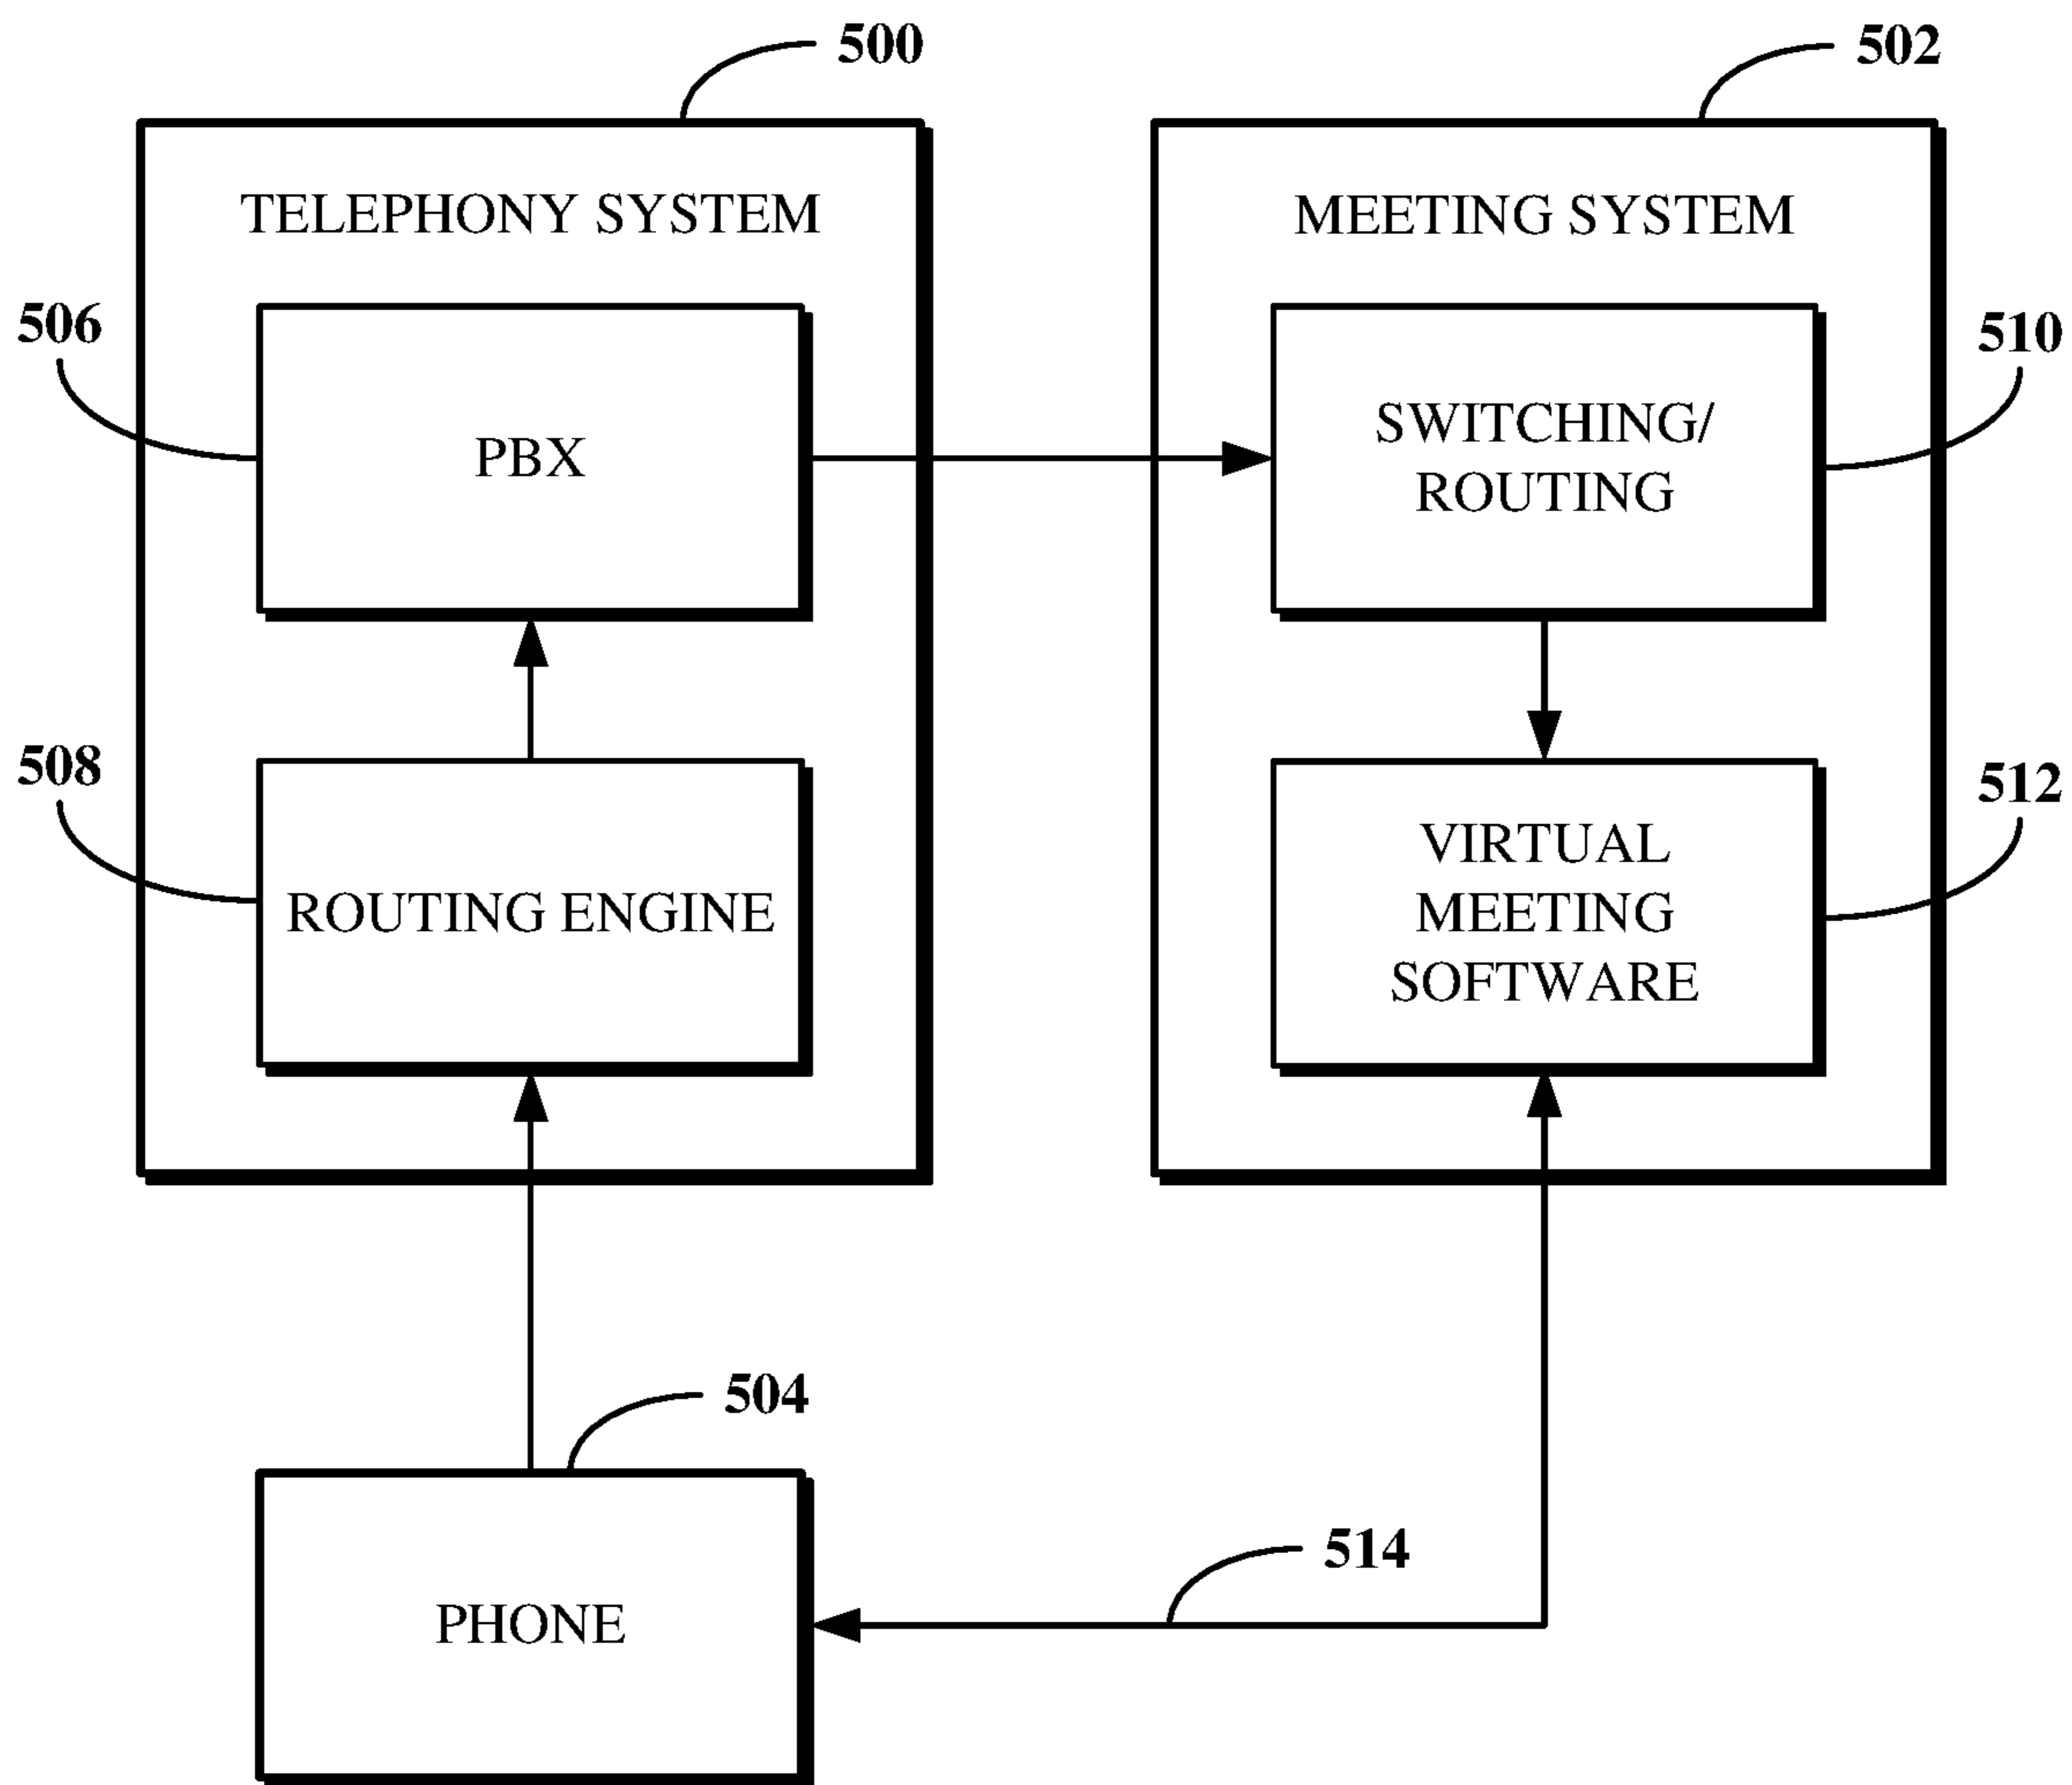 500
502
TELEPHONY SYSTEM
MEETING SYSTEM
506
510
PBX
SWITCHING/
ROUTING
508
512
ROUTING ENGINE
VIRTUAL
MEETING
SOFTWARE
504
514
PHONE